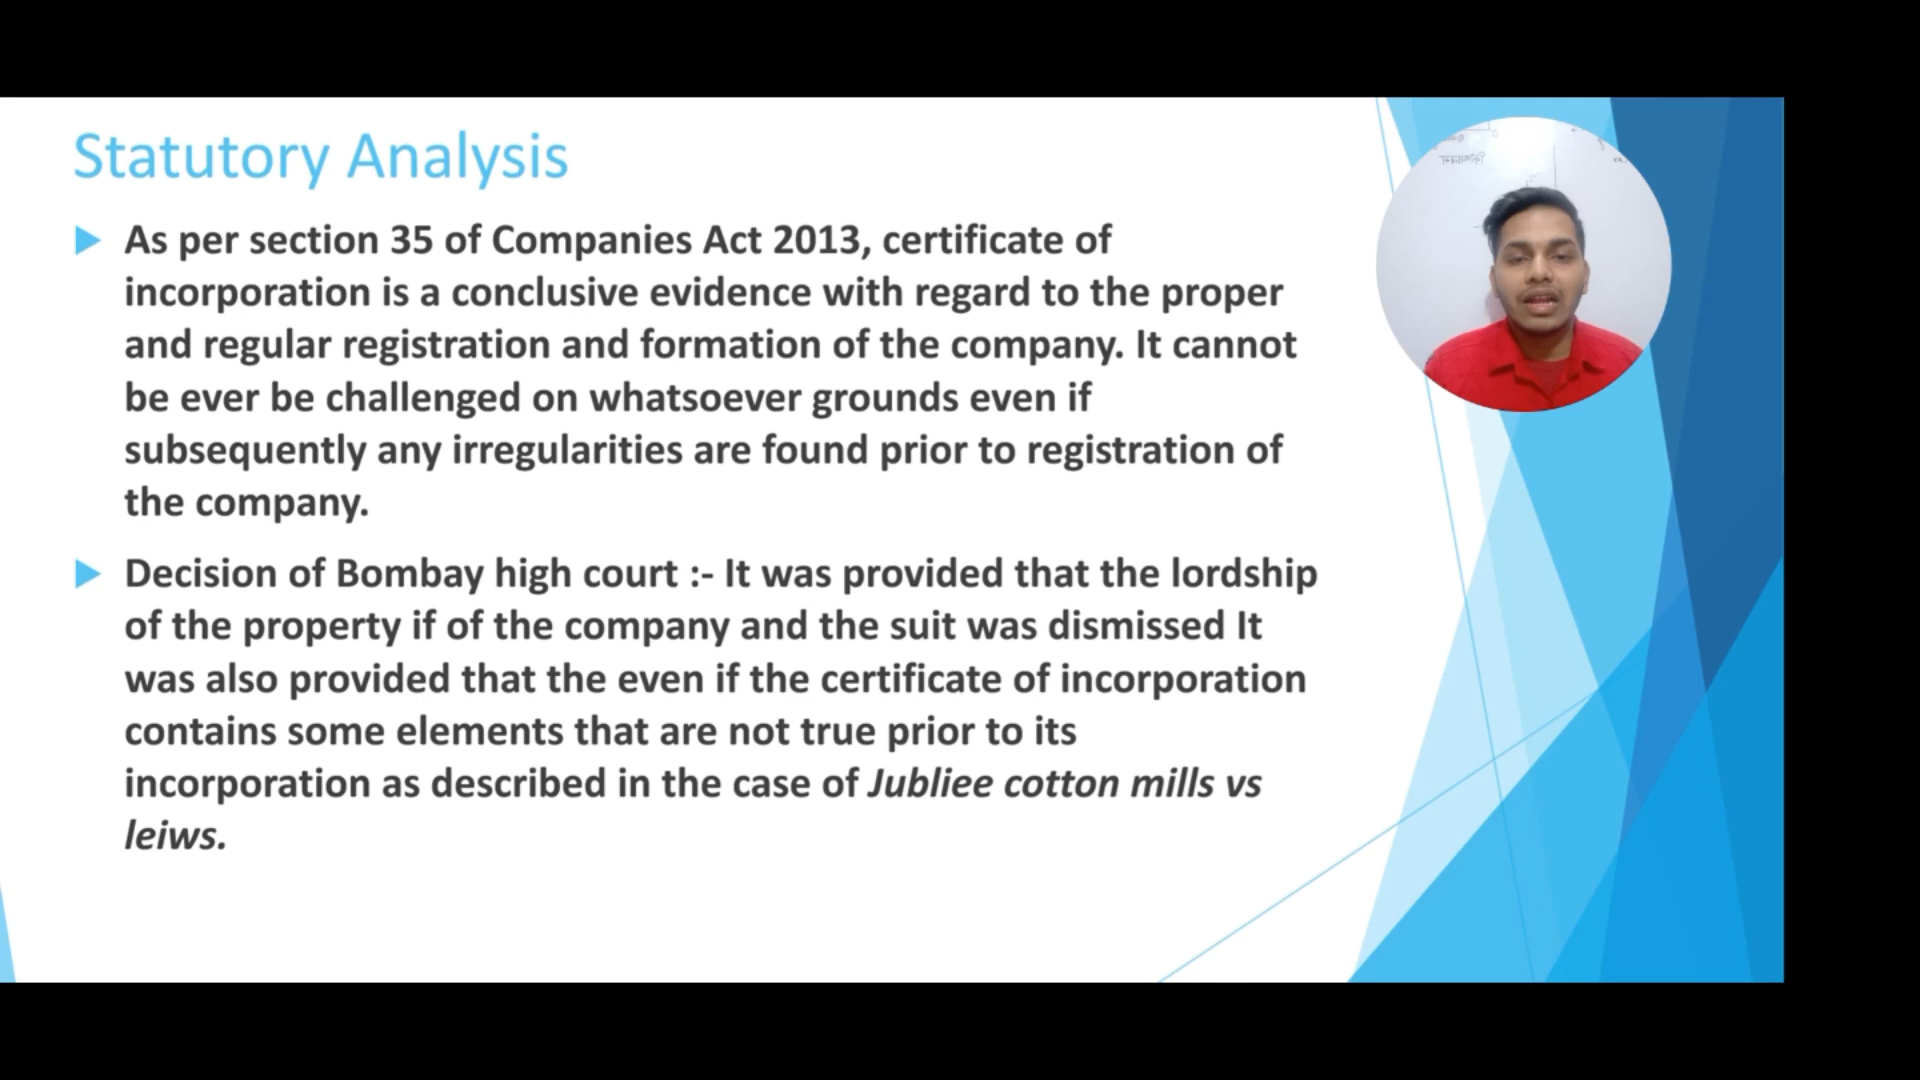 Statutory Analysis
As per section 35 of Companies Act 2013, certificate of
incorporation is a conclusive evidence with regard to the proper
and regular registration and formation of the company. It cannot
be ever be challenged on whatsoever grounds even if
subsequently any irregularities are found prior to registration of
the company.
Decision of Bombay high court :- It was provided that the lordship
of the property if of the company and the suit was dismissed It
was also provided that the even if the certificate of incorporation
contains some elements that are not true prior to its
incorporation as described in the case of Jubliee cotton mills vs
leiws.